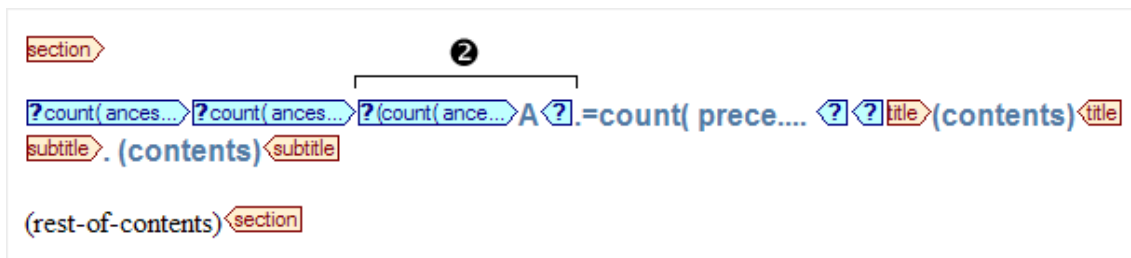 section
❷
?count( ances... ?count( ances... ?(count( ance... A ? .=count( prece.... ? ? title (contents) title
subtitle . (contents) subtitle
(rest-of-contents) section